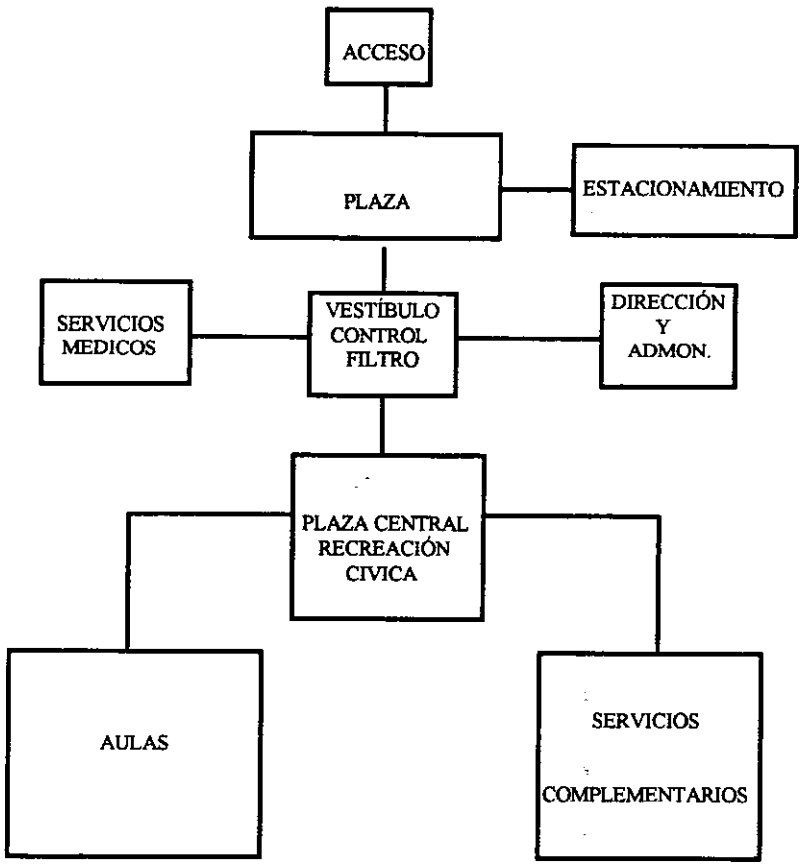 ACCESO
PLAZA
ESTACIONAMIENTO
SERVICIOS
MEDICOS
VESTÍBULO
CONTROL
FILTRO
DIRECCIÓN
Y
ADMON.
PLAZA CENTRAL
RECREACIÓN
CIVICA
AULAS
SERVICIOS
COMPLEMENTARIOS